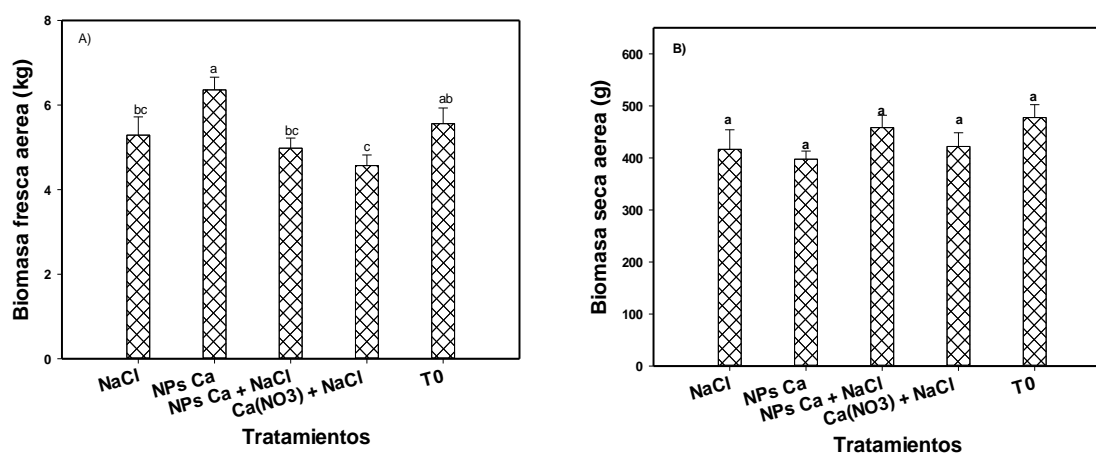 A)
Biomasa fresca aerea (kg)
8
6
4
2
0
bc
a
bc
c
ab
NaCl
NPs Ca
NPs Ca + NaCl
Ca(NO3) + NaCl
T0
Tratamientos
B)
Biomasa seca aerea (g)
600
500
400
300
200
100
0
a
a
a
a
a
NaCl
NPs Ca
NPs Ca + NaCl
Ca(NO3) + NaCl
T0
Tratamientos